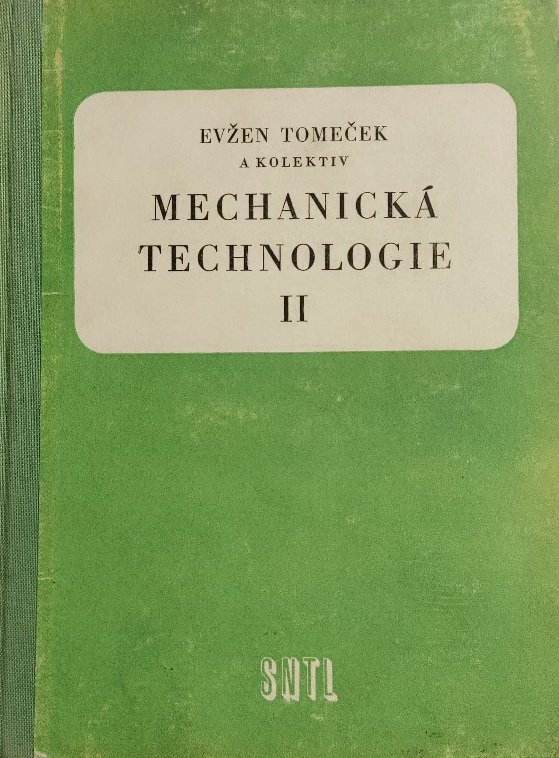 EVŽEN TOMEČEK
A KOLEKTIV
MECHANICKÁ
TECHNOLOGIE
II
SNTL